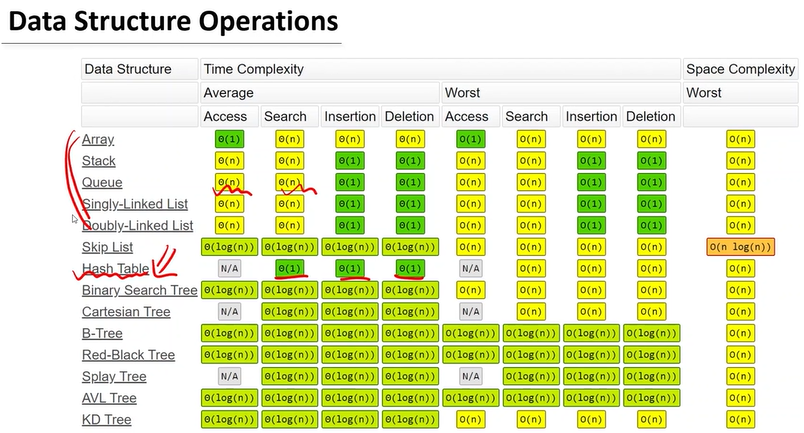 Data Structure Operations
Data Structure Time Complexity Space Complexity
Average Worst Worst
Access Search Insertion Deletion Access Search Insertion Deletion
Array Θ(1) Θ(n) Θ(n) Θ(n) O(1) O(n) O(n) O(n) O(n)
Stack Θ(n) Θ(n) Θ(1) Θ(1) O(n) O(n) O(1) O(1) O(n)
Queue Θ(n) Θ(n) Θ(1) Θ(1) O(n) O(n) O(1) O(1) O(n)
Singly-Linked List Θ(n) Θ(n) Θ(1) Θ(1) O(n) O(n) O(1) O(1) O(n)
Doubly-Linked List Θ(n) Θ(n) Θ(1) Θ(1) O(n) O(n) O(1) O(1) O(n)
Skip List Θ(log(n)) Θ(log(n)) Θ(log(n)) Θ(log(n)) O(n) O(n) O(n) O(n) O(n log(n))
Hash Table N/A Θ(1) Θ(1) Θ(1) N/A O(n) O(n) O(n) O(n)
Binary Search Tree Θ(log(n)) Θ(log(n)) Θ(log(n)) Θ(log(n)) O(n) O(n) O(n) O(n) O(n)
Cartesian Tree N/A Θ(log(n)) Θ(log(n)) Θ(log(n)) N/A O(n) O(n) O(n) O(n)
B-Tree Θ(log(n)) Θ(log(n)) Θ(log(n)) Θ(log(n)) O(log(n)) O(log(n)) O(log(n)) O(log(n)) O(n)
Red-Black Tree Θ(log(n)) Θ(log(n)) Θ(log(n)) Θ(log(n)) O(log(n)) O(log(n)) O(log(n)) O(log(n)) O(n)
Splay Tree N/A Θ(log(n)) Θ(log(n)) Θ(log(n)) N/A O(log(n)) O(log(n)) O(log(n)) O(n)
AVL Tree Θ(log(n)) Θ(log(n)) Θ(log(n)) Θ(log(n)) O(log(n)) O(log(n)) O(log(n)) O(log(n)) O(n)
KD Tree Θ(log(n)) Θ(log(n)) Θ(log(n)) Θ(log(n)) O(n) O(n) O(n) O(n) O(n)